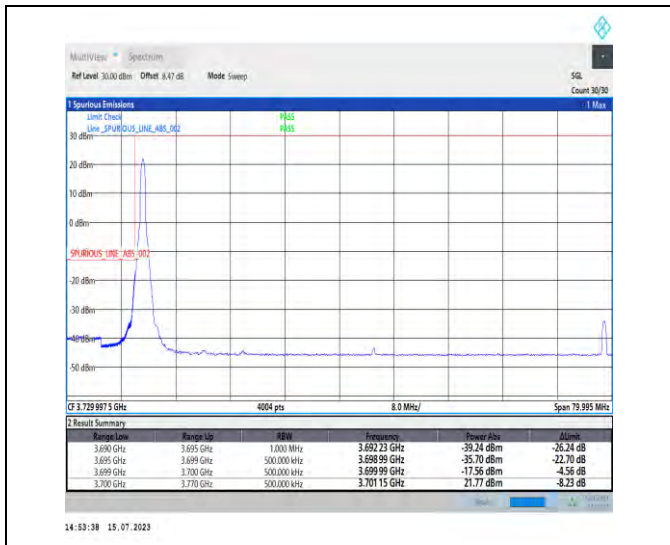 MultiView Spectrum
Ref Level 30.00 dBm Offset 8.47 dB Mode Sweep SGL
Count 30/30
1 Spurious Emissions 1 Max
Limit Check PASS
Line _SPURIOUS_LINE_ABS_002 PASS
30 dBm
20 dBm
10 dBm
0 dBm
_SPURIOUS_LINE_ABS_002
-20 dBm
-30 dBm
-40 dBm
-50 dBm
CF 3.729 997 5 GHz 4004 pts 8.0 MHz/ Span 79.995 MHz
2 Result Summary
Range Low Range Up RBW Frequency Power Abs ΔLimit
3.690 GHz 3.695 GHz 1.000 MHz 3.692 23 GHz -39.24 dBm -26.24 dB
3.695 GHz 3.699 GHz 500.000 kHz 3.698 99 GHz -35.70 dBm -22.70 dB
3.699 GHz 3.700 GHz 500.000 kHz 3.699 99 GHz -17.56 dBm -4.56 dB
3.700 GHz 3.770 GHz 500.000 kHz 3.701 15 GHz 21.77 dBm -8.23 dB
14:53:38 15.07.2023